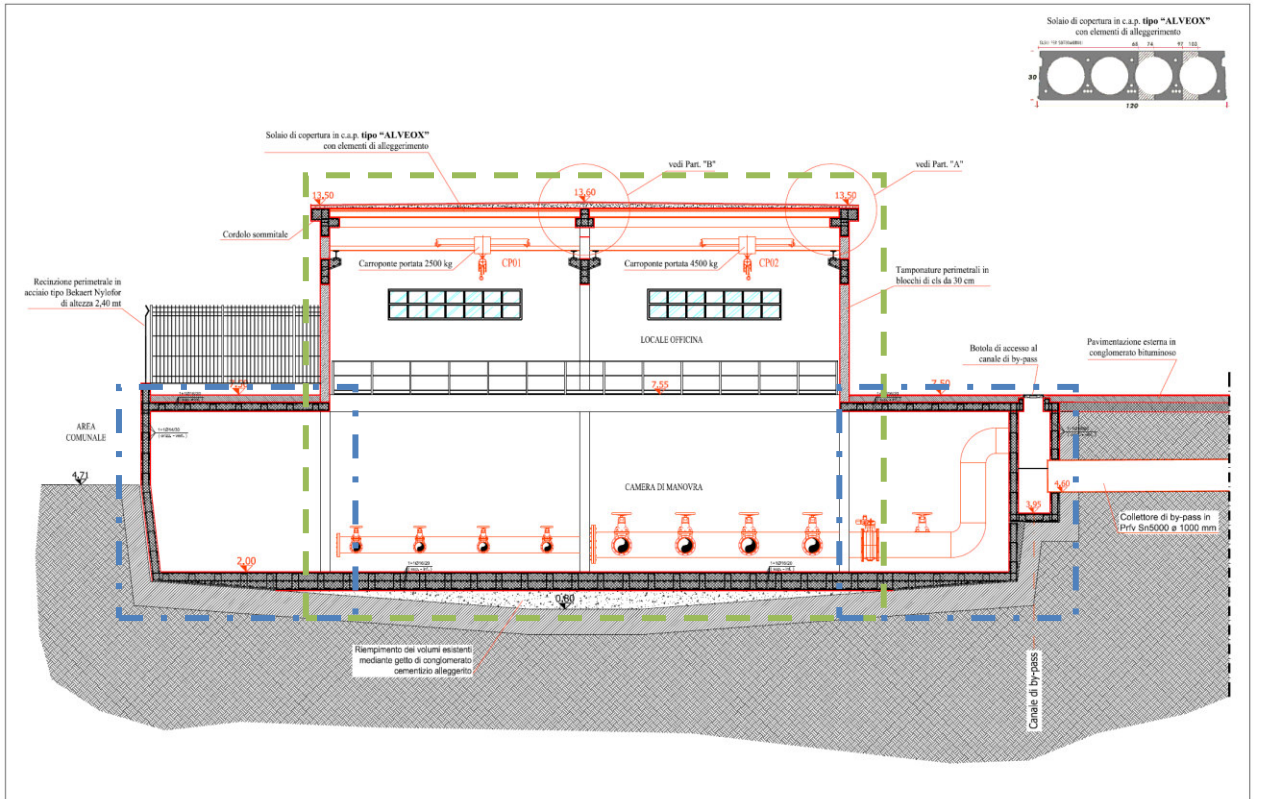 Solaio di copertura in c.a.p. tipo “ALVEOX”
con elementi di alleggerimento
30
120
Solaio di copertura in c.a.p. tipo “ALVEOX”
con elementi di alleggerimento
vedi Part. "B"
vedi Part. "A"
13,50
13,60
13,50
Cordolo sommitale
Carroponte portata 2500 kg
CP01
Carroponte portata 4500 kg
CP02
Tamponature perimetrali in
blocchi di cls da 30 cm
Recinzione perimetrale in
acciaio tipo Bekaert Nylofor
di altezza 2,40 mt
LOCALE OFFICINA
Botola di accesso al
canale di by-pass
Pavimentazione esterna in
conglomerato bituminoso
7,55
7,50
AREA
COMUNALE
4,71
CAMERA DI MANOVRA
4,60
3,95
Collettore di by-pass in
Prfv Sn5000 ø 1000 mm
2,00
0,80
Riempimento dei volumi esistenti
mediante getto di conglomerato
cementizio alleggerito
Canale di by-pass